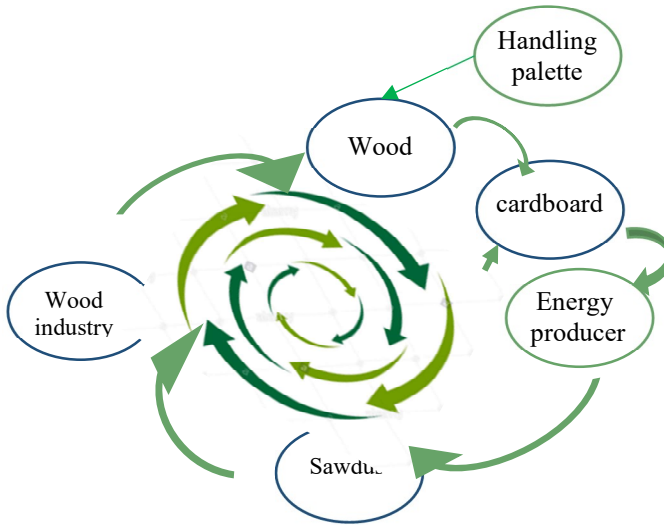 Handling
palette
Wood
cardboard
Wood
industry
Energy
producer